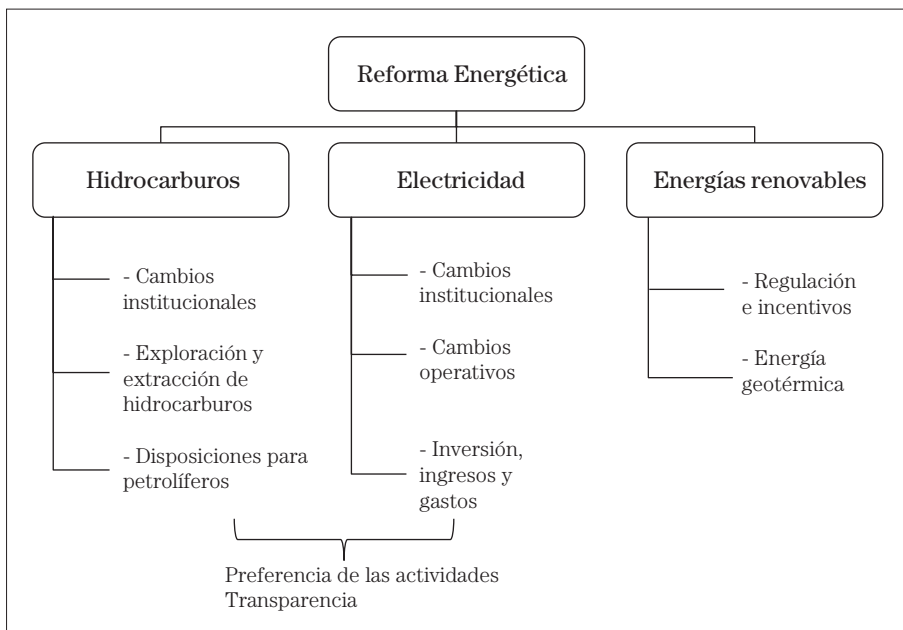 Reforma Energética
Hidrocarburos
- Cambios
institucionales
- Exploración y
extracción de
hidrocarburos
- Disposiciones para
petrolíferos
Electricidad
- Cambios
institucionales
- Cambios
operativos
- Inversión,
ingresos y
gastos
Preferencia de las actividades
Transparencia
Energías renovables
- Regulación
e incentivos
- Energía
geotérmica